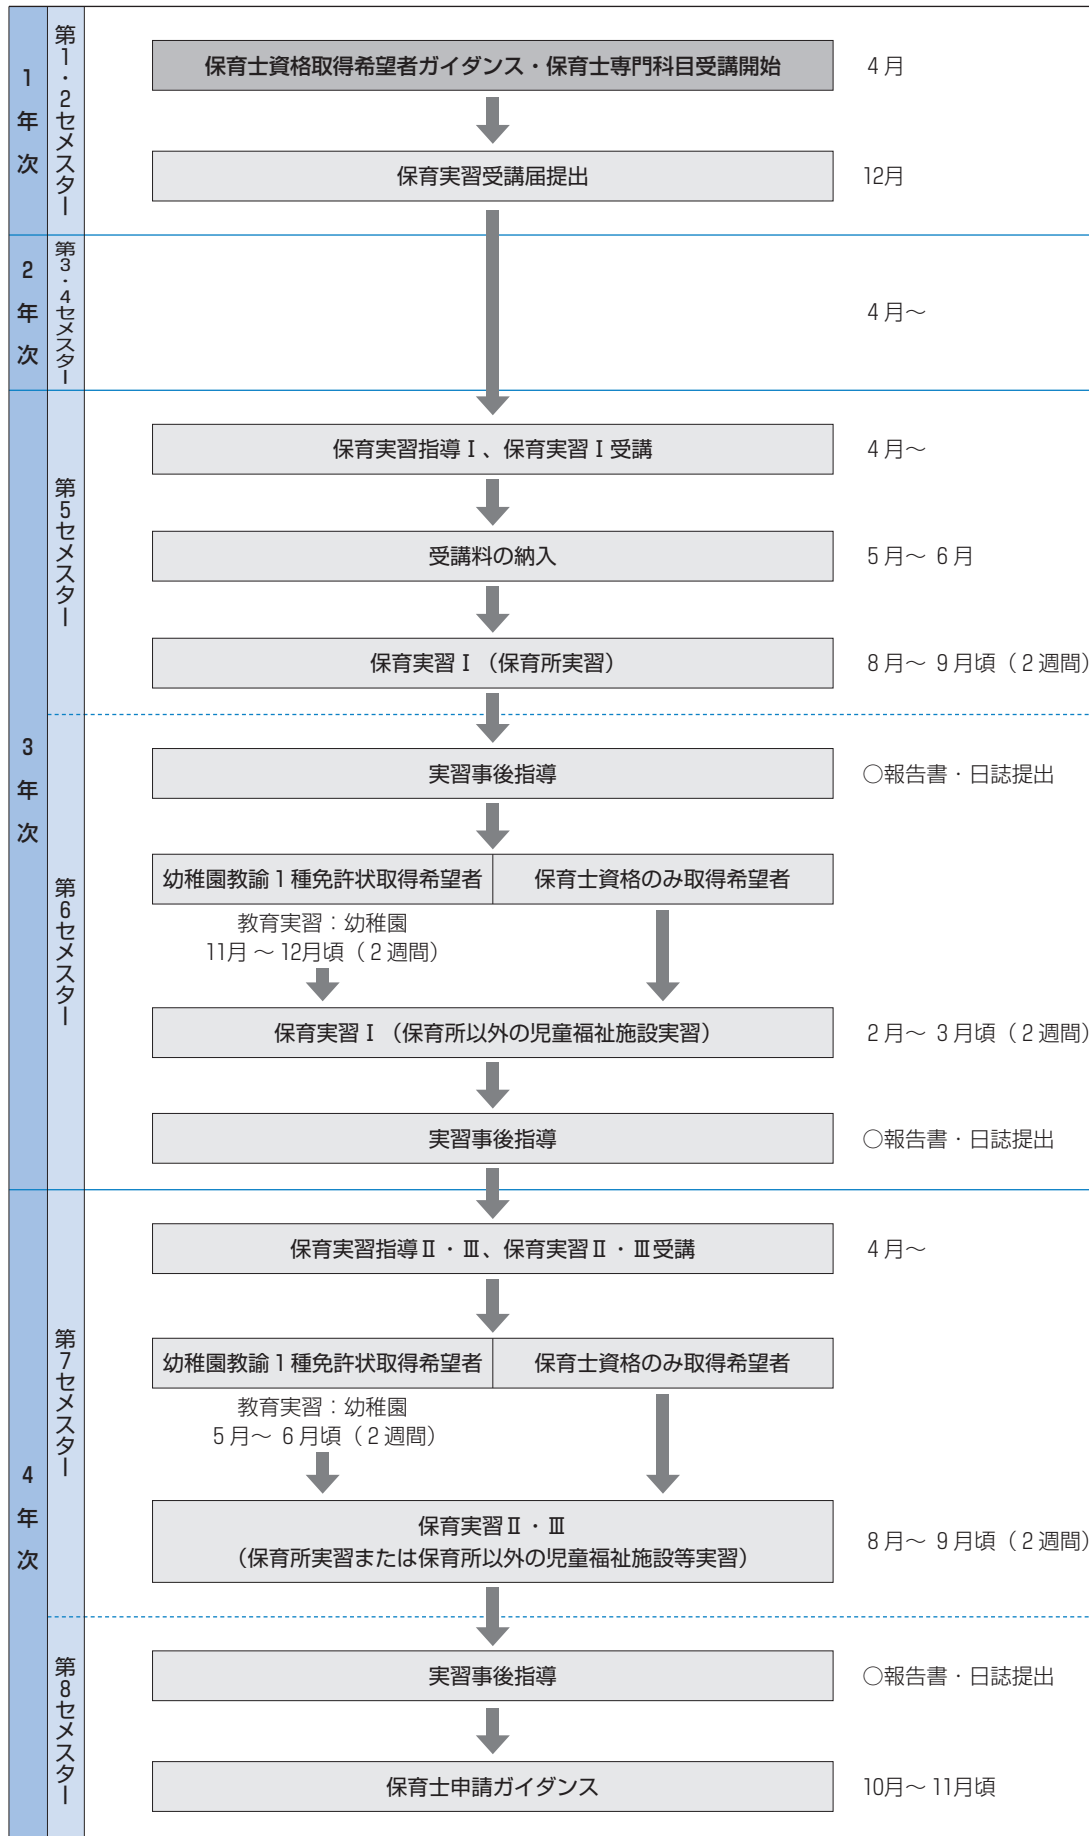 1年次
第1・2セメスター
保育士資格取得希望者ガイダンス・保育士専門科目受講開始
4月
保育実習受講届提出
12月
2年次
第3・4セメスター
4月～
3年次
第5セメスター
保育実習指導Ⅰ、保育実習Ⅰ受講
4月～
受講料の納入
5月～6月
保育実習Ⅰ（保育所実習）
8月～9月頃（2週間）
第6セメスター
実習事後指導
○報告書・日誌提出
幼稚園教諭1種免許状取得希望者
保育士資格のみ取得希望者
教育実習：幼稚園
11月～12月頃（2週間）
保育実習Ⅰ（保育所以外の児童福祉施設実習）
2月～3月頃（2週間）
実習事後指導
○報告書・日誌提出
4年次
第7セメスター
保育実習指導Ⅱ・Ⅲ、保育実習Ⅱ・Ⅲ受講
4月～
幼稚園教諭1種免許状取得希望者
保育士資格のみ取得希望者
教育実習：幼稚園
5月～6月頃（2週間）
保育実習Ⅱ・Ⅲ
（保育所実習または保育所以外の児童福祉施設等実習）
8月～9月頃（2週間）
第8セメスター
実習事後指導
○報告書・日誌提出
保育士申請ガイダンス
10月～11月頃